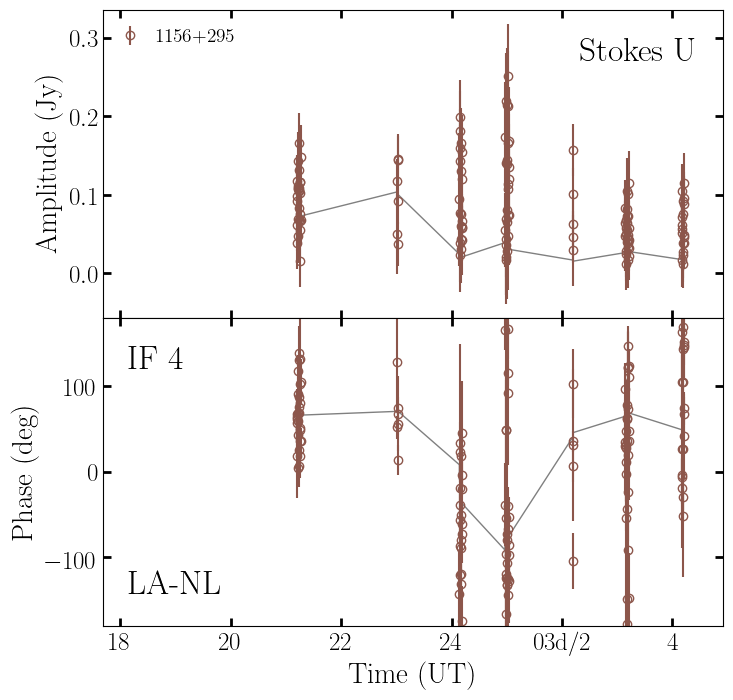 1156+295
Stokes U
Amplitude (Jy)
0.3
0.2
0.1
0.0
IF 4
LA-NL
Phase (deg)
100
0
−100
18 20 22 24 03d/2 4
Time (UT)